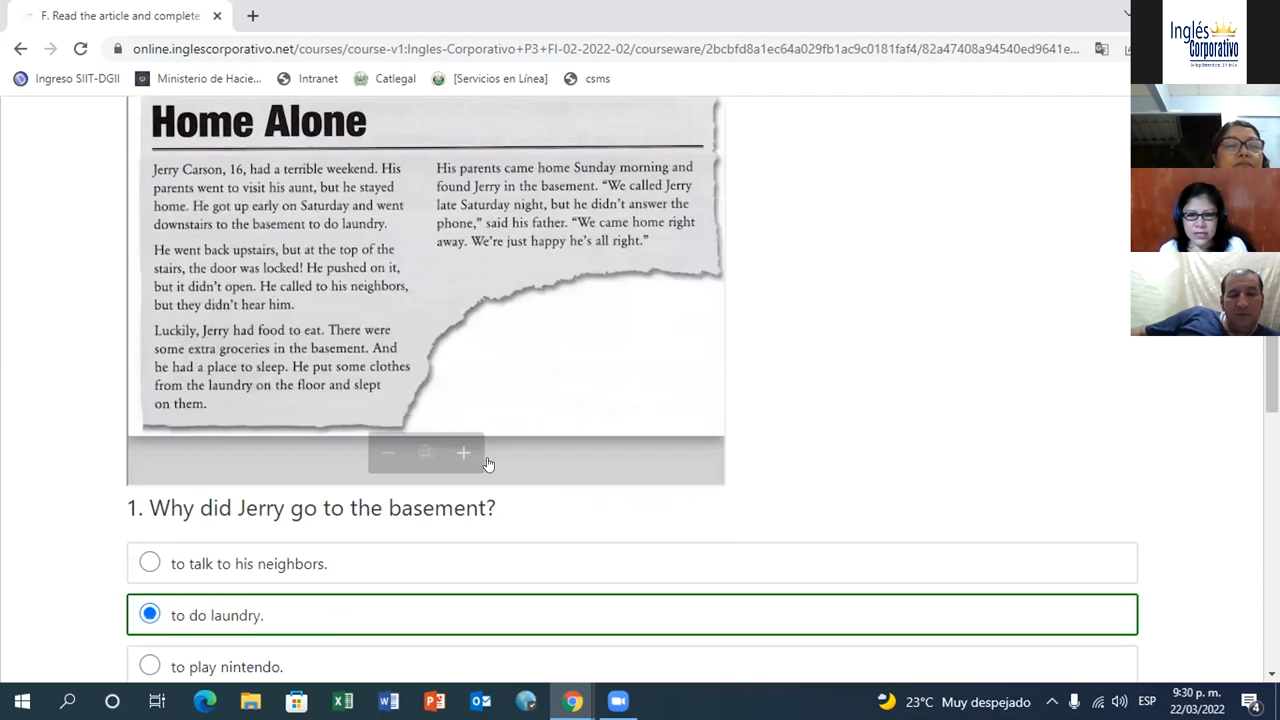 F. Read the article and complete
online.inglescorporativo.net/courses/course-v1:Ingles-Corporativo+P3+FI-02-2022-02/courseware/2bcbfd8a1ec64a029fb1ac9c0181faf4/82a47408a94540ed9641e...
Ingreso SIIT-DGII
Ministerio de Hacie...
Intranet
Catlegal
[Servicios en Línea]
csms
Inglés
Corporativo
Home Alone
Jerry Carson, 16, had a terrible weekend. His
parents went to visit his aunt, but he stayed
home. He got up early on Saturday and went
downstairs to the basement to do laundry.
He went back upstairs, but at the top of the
stairs, the door was locked! He pushed on it,
but it didn't open. He called to his neighbors,
but they didn't hear him.
Luckily, Jerry had food to eat. There were
some extra groceries in the basement. And
he had a place to sleep. He put some clothes
from the laundry on the floor and slept
on them.
His parents came home Sunday morning and
found Jerry in the basement. "We called Jerry
late Saturday night, but he didn't answer the
phone," said his father. "We came home right
away. We're just happy he's all right."
1. Why did Jerry go to the basement?
to talk to his neighbors.
to do laundry.
to play nintendo.
23°C Muy despejado
ESP
9:30 p. m.
22/03/2022
4